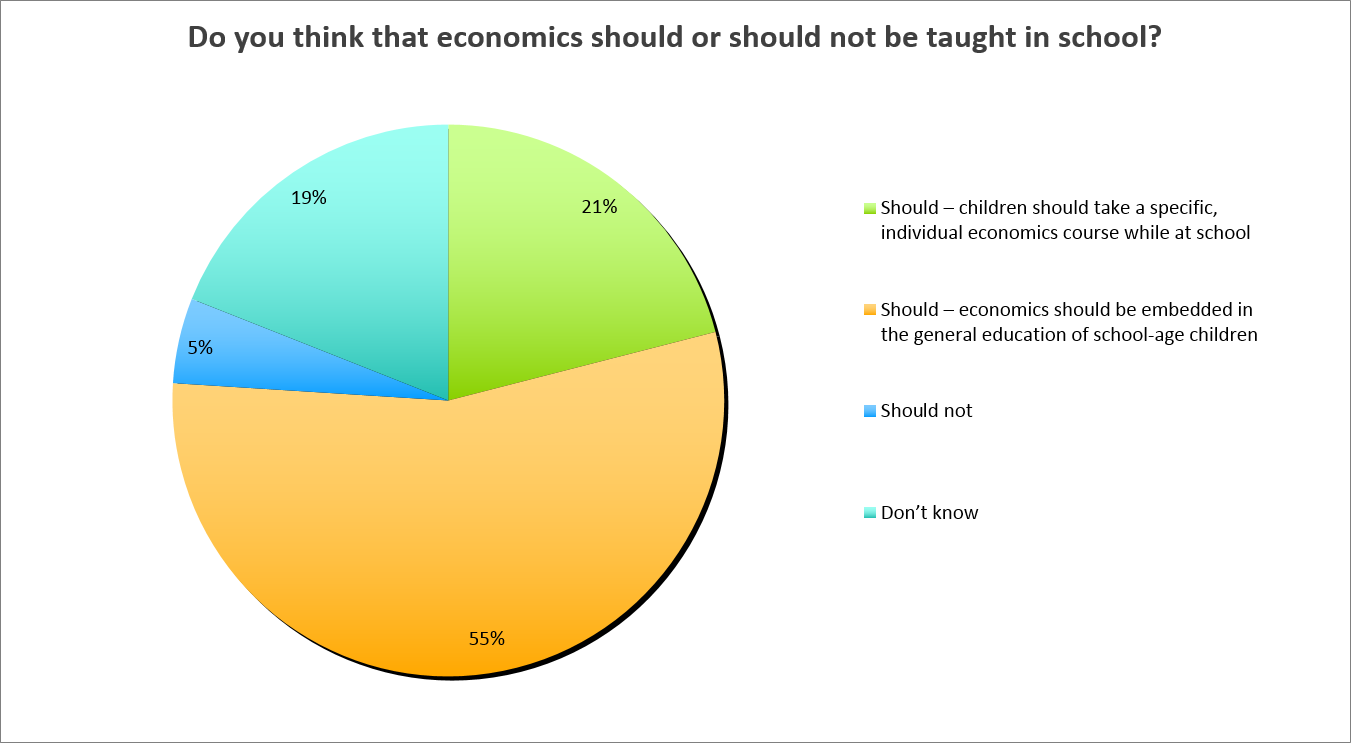 Do you think that economics should or should not be taught in school?
19%
21%
5%
55%
Should – children should take a specific,
individual economics course while at school
Should – economics should be embedded in
the general education of school-age children
Should not
Don’t know